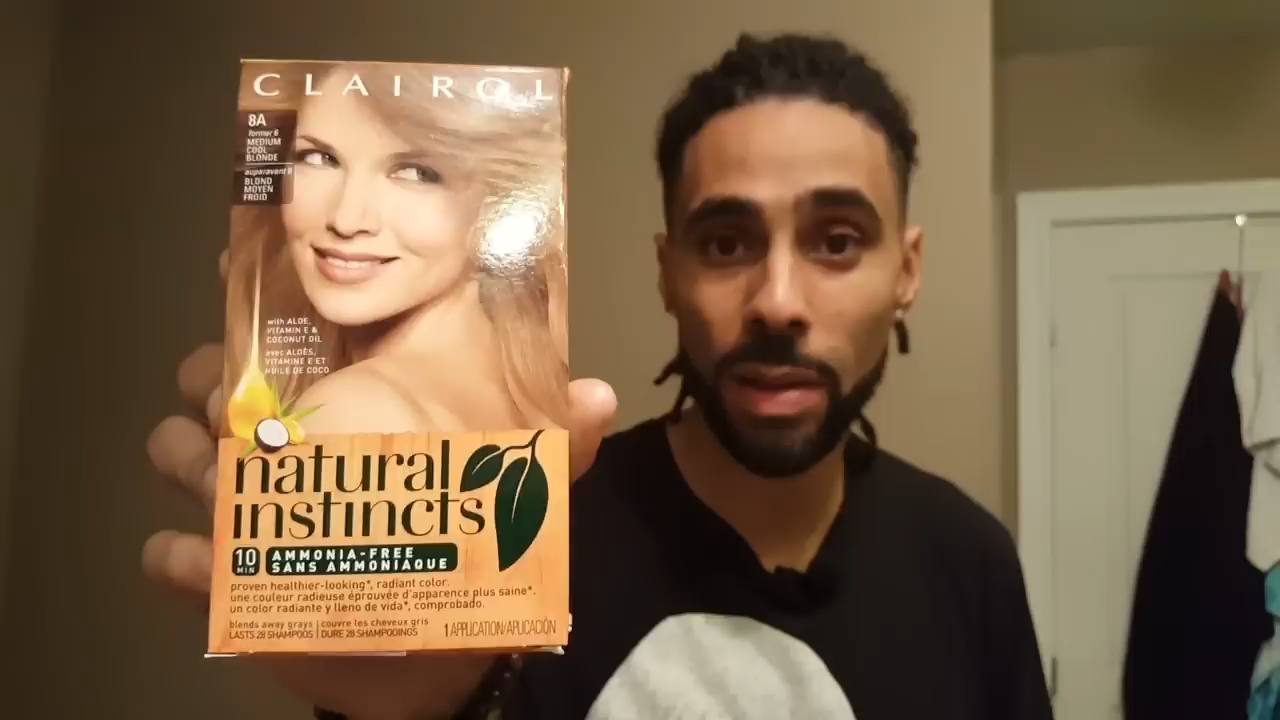 CLAIROL
8A
former 6
MEDIUM
COOL
BLONDE
auparavant 6
BLOND
MOYEN
FROID
with ALOE,
VITAMIN E &
COCONUT OIL
avec ALOÈS,
VITAMINE E ET
HUILE DE COCO
natural
instincts
10 MIN
AMMONIA-FREE
SANS AMMONIAQUE
proven healthier-looking*, radiant color.
une couleur radieuse éprouvée d'apparence plus saine*.
un color radiante y lleno de vida*, comprobado.
blends away grays | couvre les cheveux gris
LASTS 28 SHAMPOOS | DURE 28 SHAMPOOINGS
1 APPLICATION/APLICACIÓN